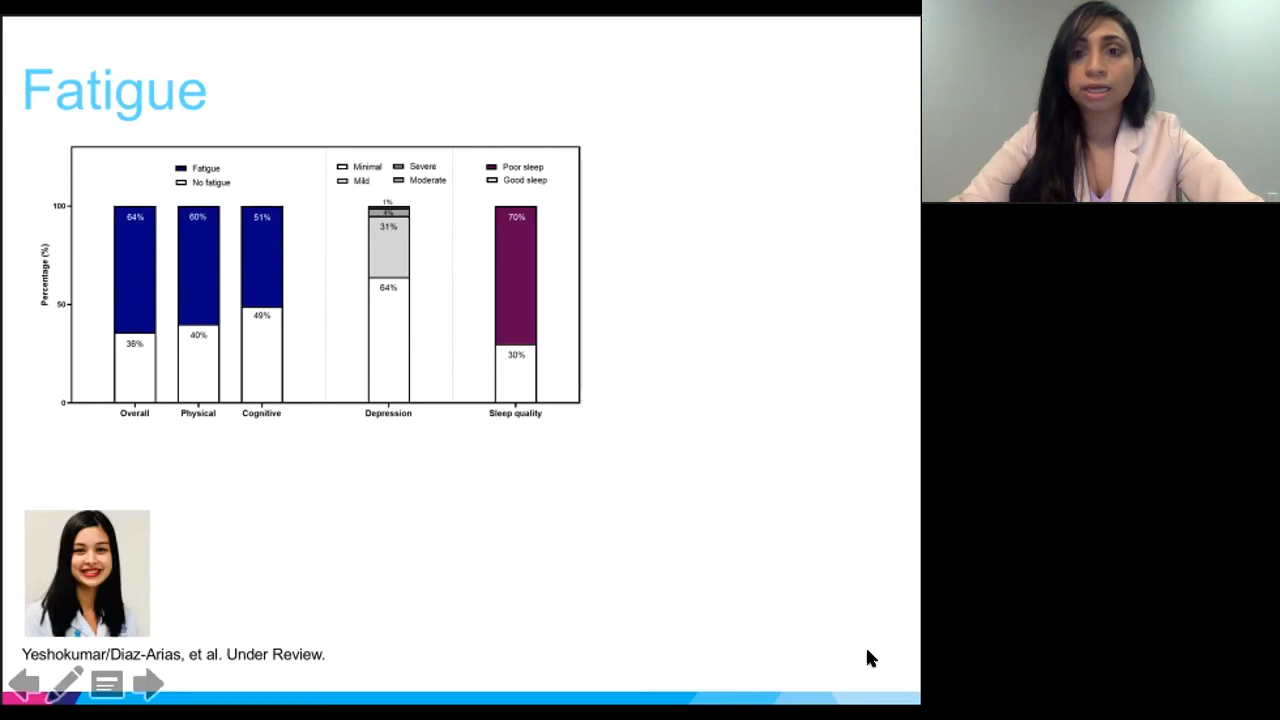 Fatigue
Fatigue
No fatigue
Minimal
Severe
Mild
Moderate
Poor sleep
Good sleep
Percentage (%)
100
50
0
64%
36%
60%
40%
51%
49%
1%
4%
31%
64%
70%
30%
Overall
Physical
Cognitive
Depression
Sleep quality
Yeshokumar/Diaz-Arias, et al. Under Review.